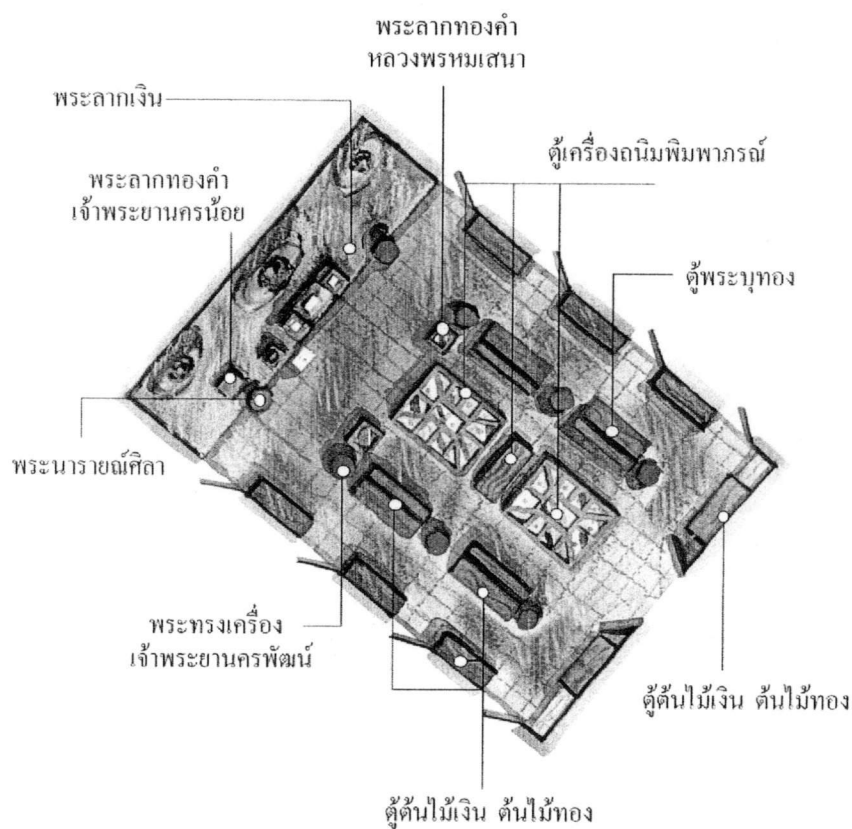 พระลากทองคำ
หลวงพรหมเสนา
พระลากเงิน
ตู้เครื่องถนิมพิมพาภรณ์
พระลากทองคำ
เจ้าพระยานครน้อย
ตู้พระบุทอง
พระนารายณ์ศิลา
พระทรงเครื่อง
เจ้าพระยานครพัฒน์
ตู้ต้นไม้เงิน ต้นไม้ทอง
ตู้ต้นไม้เงิน ต้นไม้ทอง